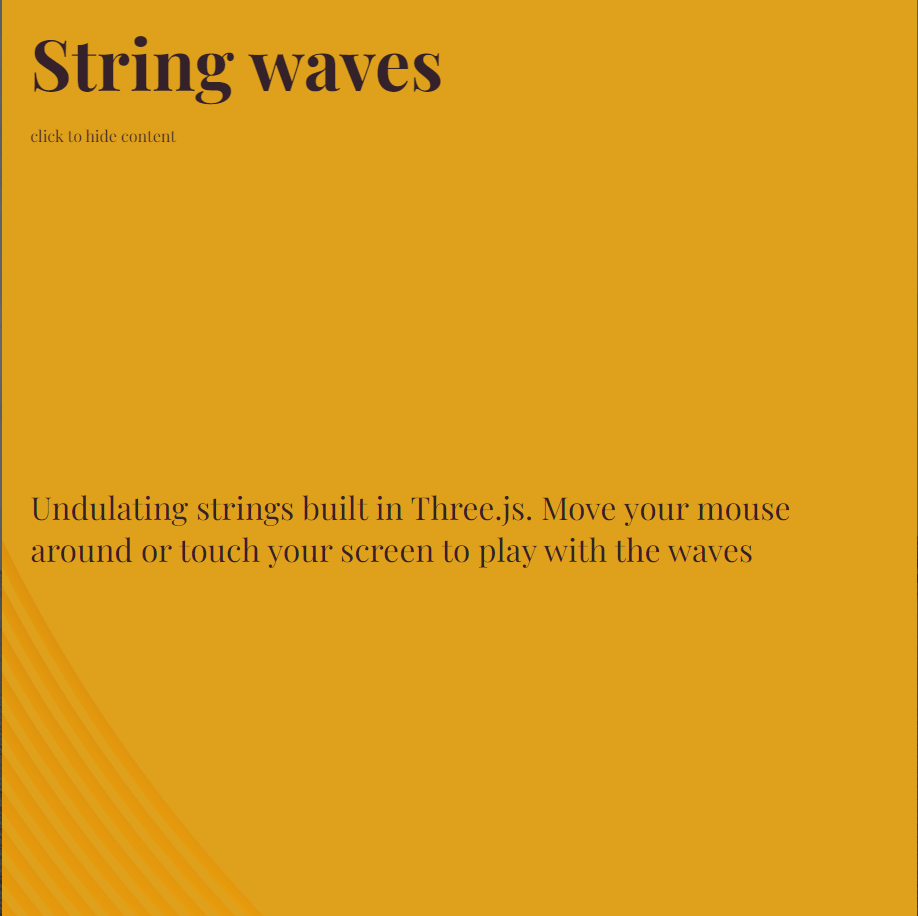 String waves
click to hide content
Undulating strings built in Three.js. Move your mouse
around or touch your screen to play with the waves